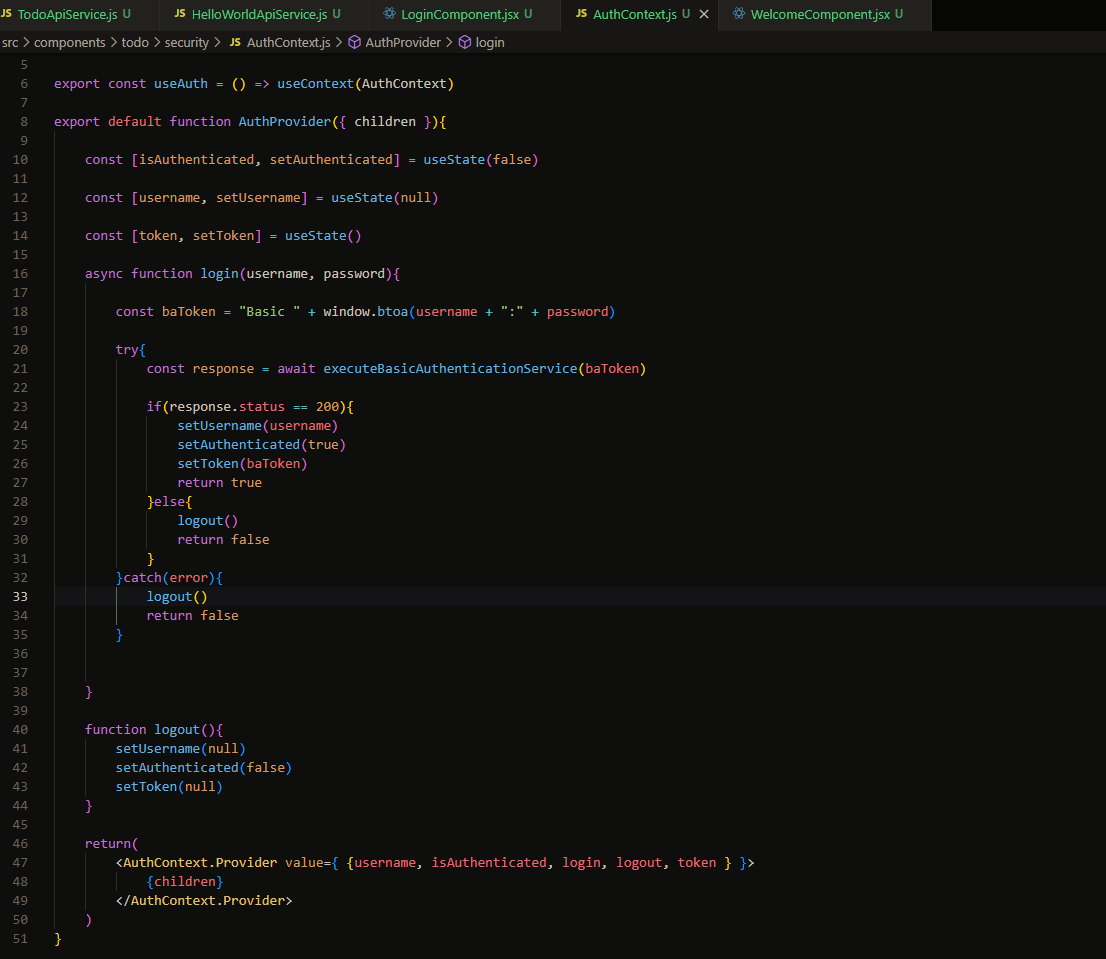 JS TodoApiService.js U JS HelloWorldApiService.js U LoginComponent.jsx U JS AuthContext.js U × WelcomeComponent.jsx U
src > components > todo > security > JS AuthContext.js > AuthProvider > login
5
6 export const useAuth = () => useContext(AuthContext)
7
8 export default function AuthProvider({ children }){
9
10 const [isAuthenticated, setAuthenticated] = useState(false)
11
12 const [username, setUsername] = useState(null)
13
14 const [token, setToken] = useState()
15
16 async function login(username, password){
17
18 const baToken = "Basic " + window.btoa(username + ":" + password)
19
20 try{
21 const response = await executeBasicAuthenticationService(baToken)
22
23 if(response.status == 200){
24 setUsername(username)
25 setAuthenticated(true)
26 setToken(baToken)
27 return true
28 }else{
29 logout()
30 return false
31 }
32 }catch(error){
33 logout()
34 return false
35 }
36
37
38 }
39
40 function logout(){
41 setUsername(null)
42 setAuthenticated(false)
43 setToken(null)
44 }
45
46 return(
47 <AuthContext.Provider value={ {username, isAuthenticated, login, logout, token } }>
48 {children}
49 </AuthContext.Provider>
50 )
51 }